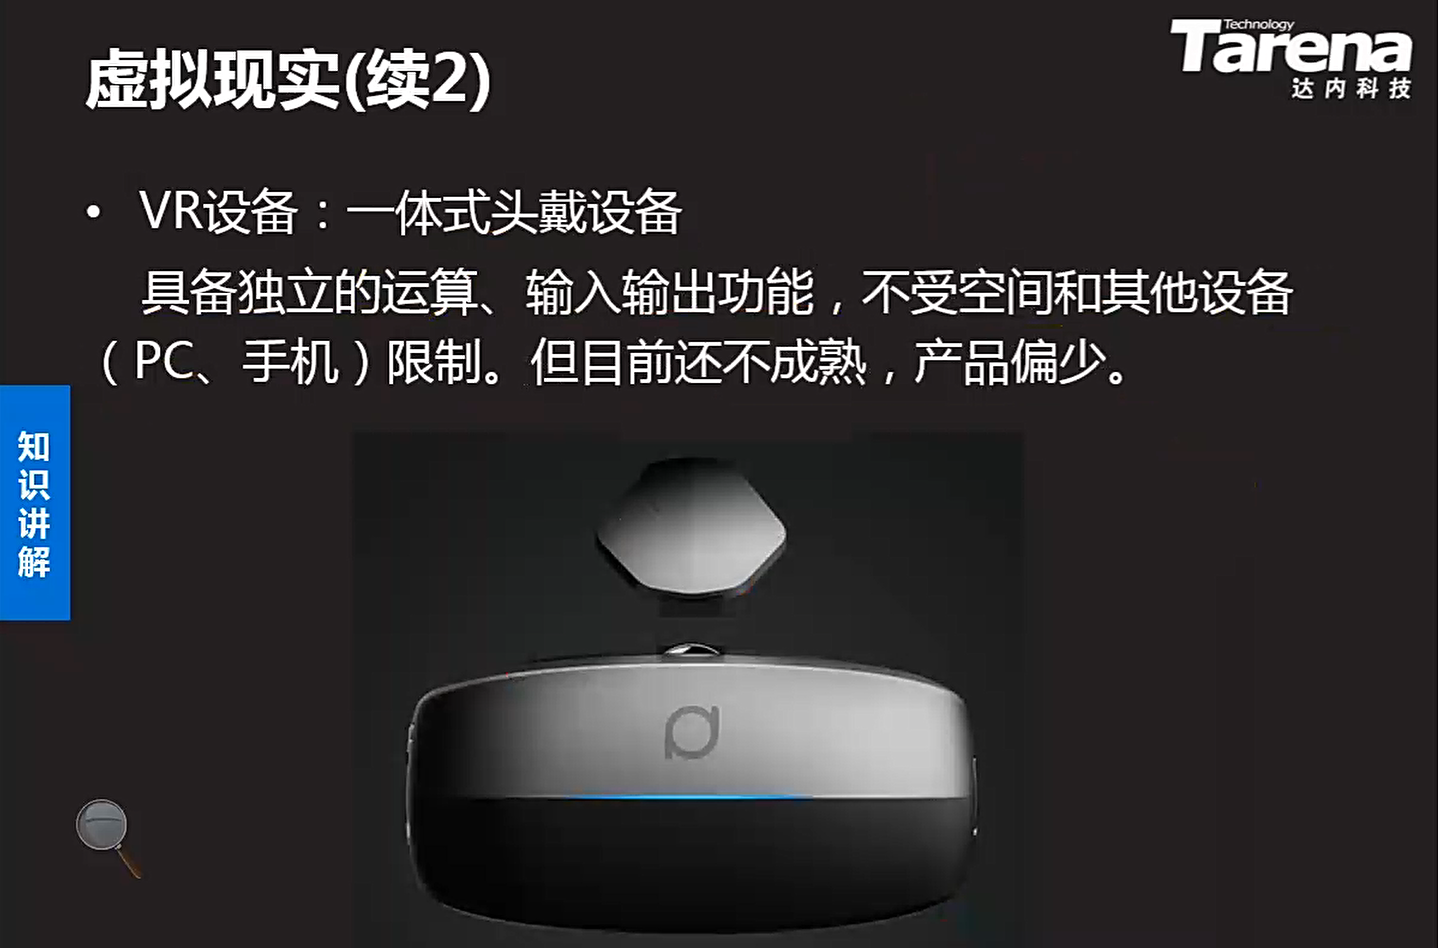 虚拟现实(续2)
Technology
Tarena
达内科技
• VR设备：一体式头戴设备
具备独立的运算、输入输出功能，不受空间和其他设备
（PC、手机）限制。但目前还不成熟，产品偏少。
知识讲解